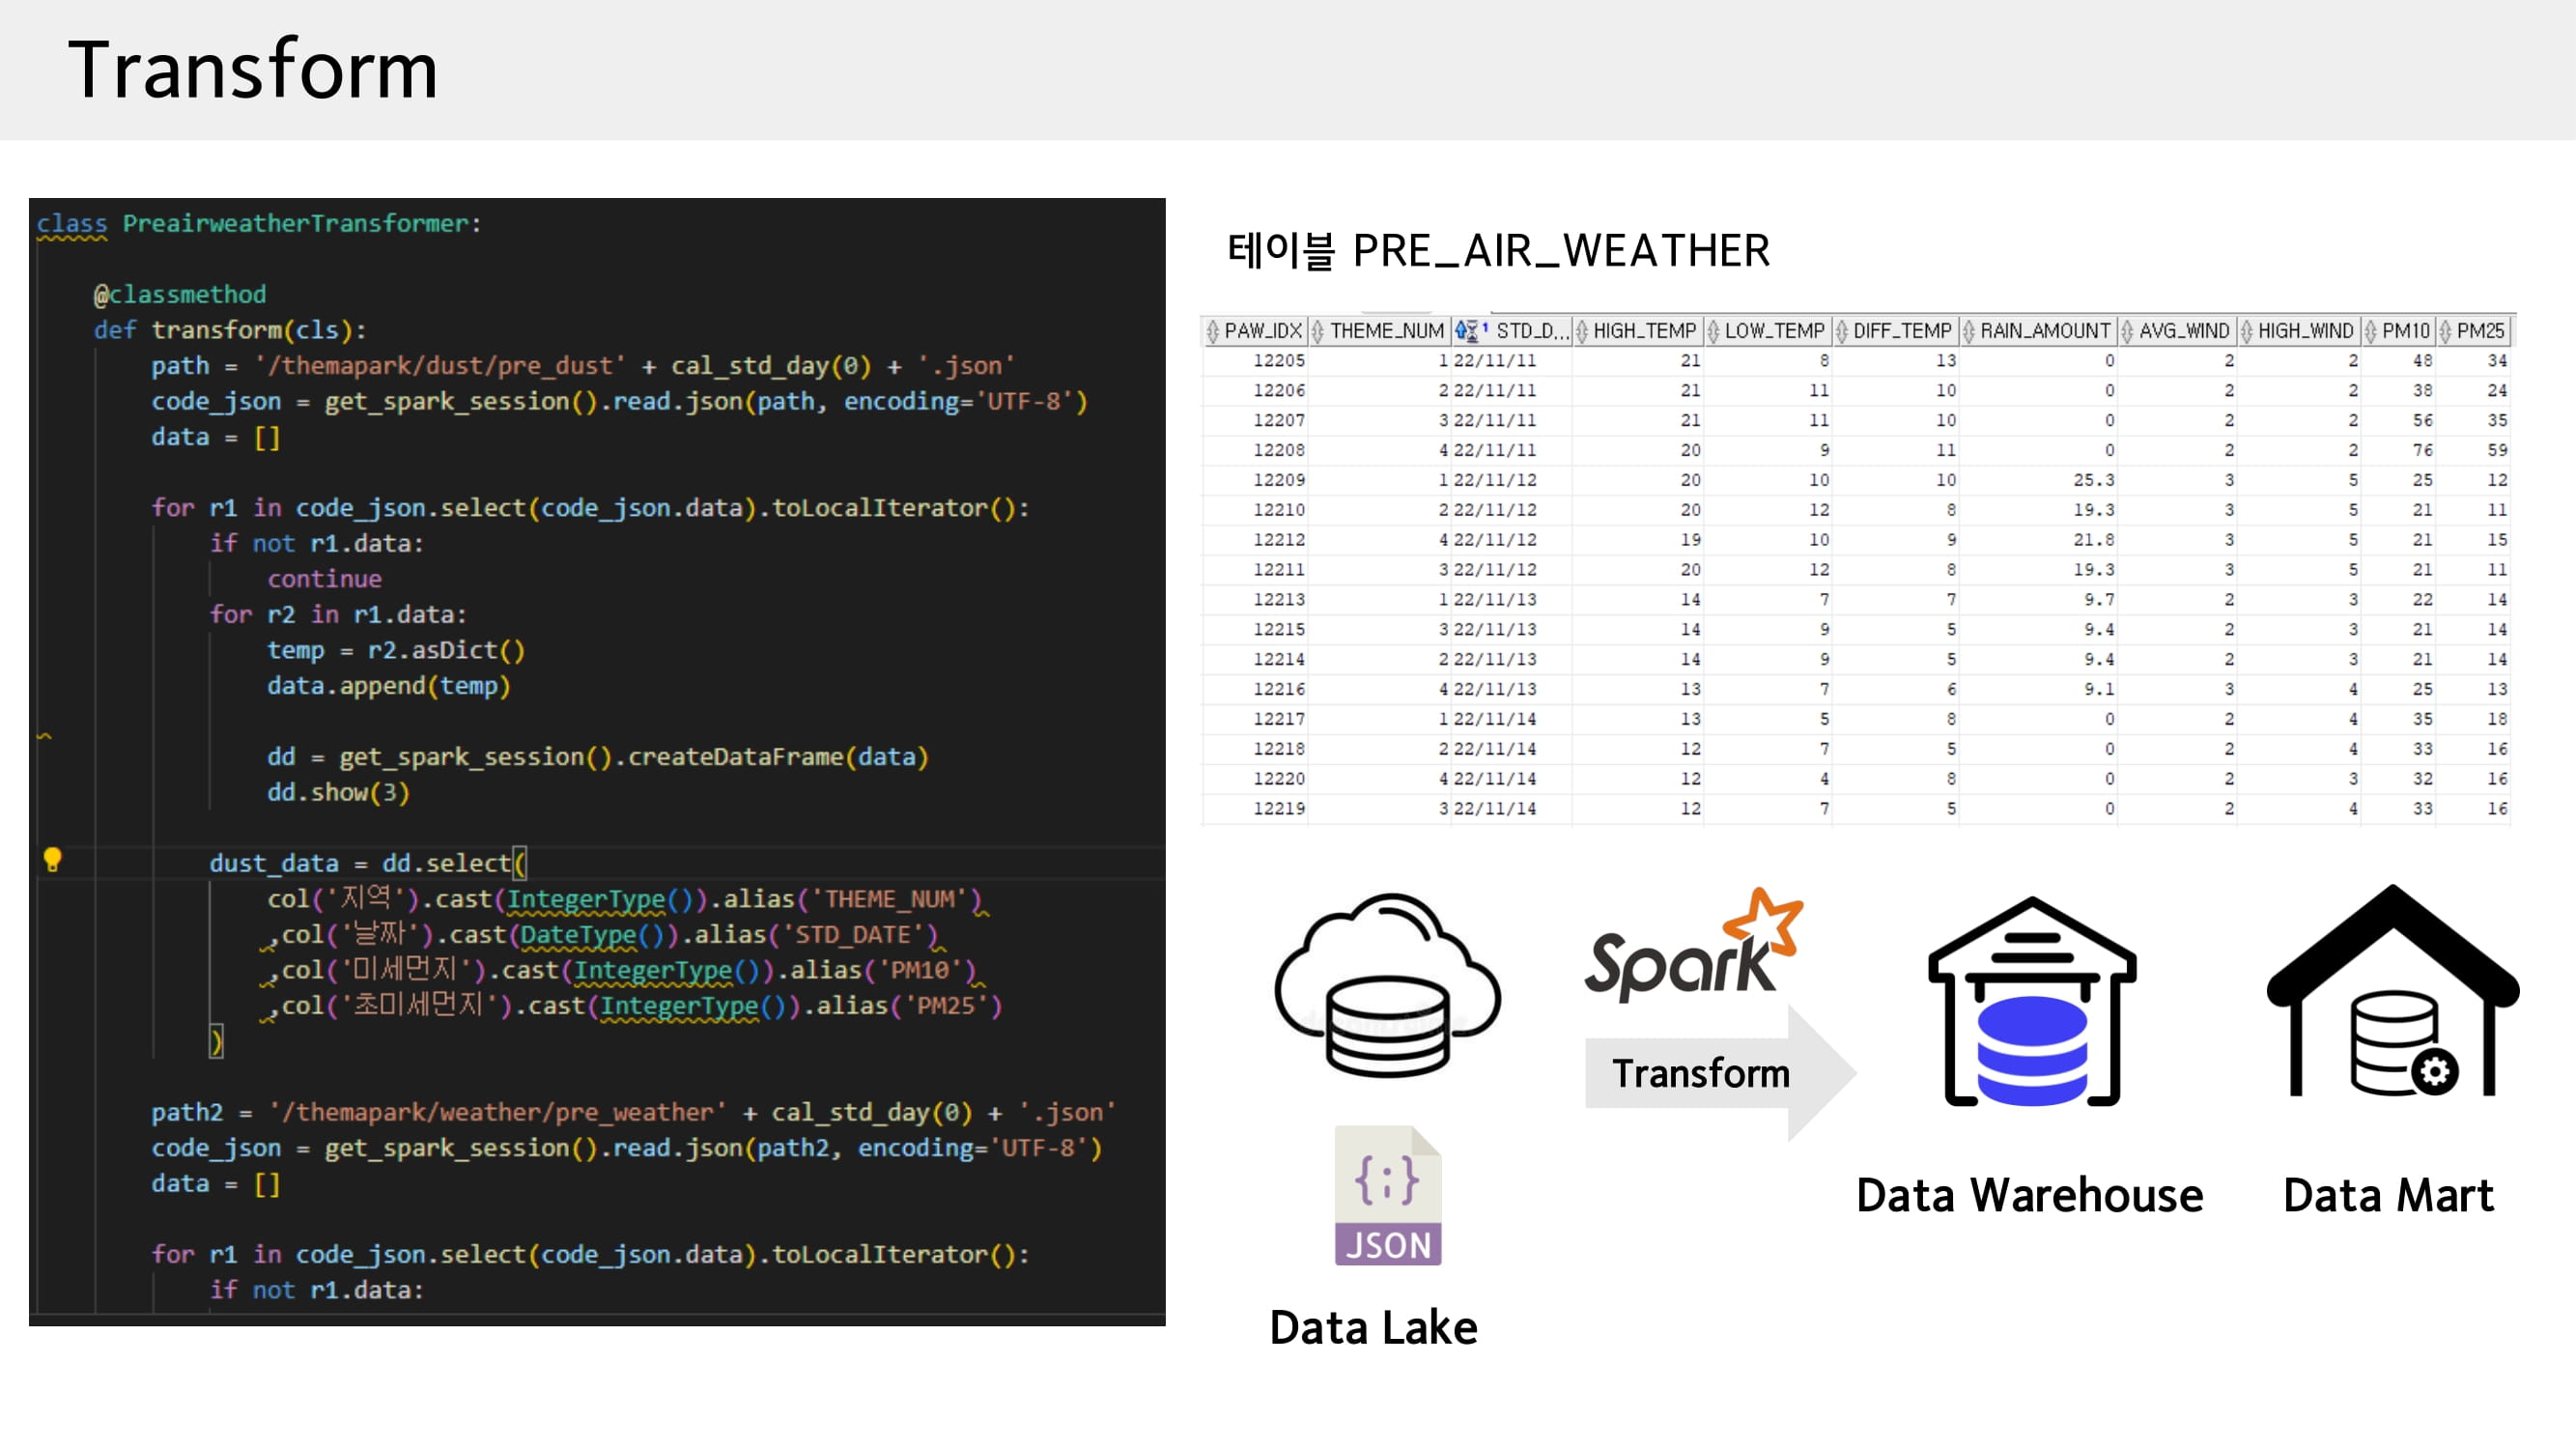 Transform
class PreairweatherTransformer:
@classmethod
def transform(cls):
path = '/themapark/dust/pre_dust' + cal_std_day(0) + '.json'
code_json = get_spark_session().read.json(path, encoding='UTF-8')
data = []
for r1 in code_json.select(code_json.data).toLocalIterator():
if not r1.data:
continue
for r2 in r1.data:
temp = r2.asDict()
data.append(temp)
dd = get_spark_session().createDataFrame(data)
dd.show(3)
dust_data = dd.select(
col('지역').cast(IntegerType()).alias('THEME_NUM')
,col('날짜').cast(DateType()).alias('STD_DATE')
,col('미세먼지').cast(IntegerType()).alias('PM10')
,col('초미세먼지').cast(IntegerType()).alias('PM25')
)
path2 = '/themapark/weather/pre_weather' + cal_std_day(0) + '.json'
code_json = get_spark_session().read.json(path2, encoding='UTF-8')
data = []
for r1 in code_json.select(code_json.data).toLocalIterator():
if not r1.data:
테이블 PRE_AIR_WEATHER
PAW_IDX THEME_NUM 1 STD_D... HIGH_TEMP LOW_TEMP DIFF_TEMP RAIN_AMOUNT AVG_WIND HIGH_WIND PM10 PM25
12205 1 22/11/11 21 8 13 0 2 2 48 34
12206 2 22/11/11 21 11 10 0 2 2 38 24
12207 3 22/11/11 21 11 10 0 2 2 56 35
12208 4 22/11/11 20 9 11 0 2 2 76 59
12209 1 22/11/12 20 10 10 25.3 3 5 25 12
12210 2 22/11/12 20 12 8 19.3 3 5 21 11
12212 4 22/11/12 19 10 9 21.8 3 5 21 15
12211 3 22/11/12 20 12 8 19.3 3 5 21 11
12213 1 22/11/13 14 7 7 9.7 2 3 22 14
12215 3 22/11/13 14 9 5 9.4 2 3 21 14
12214 2 22/11/13 14 9 5 9.4 2 3 21 14
12216 4 22/11/13 13 7 6 9.1 3 4 25 13
12217 1 22/11/14 13 5 8 0 2 4 35 18
12218 2 22/11/14 12 7 5 0 2 4 33 16
12220 4 22/11/14 12 4 8 0 2 3 32 16
12219 3 22/11/14 12 7 5 0 2 4 33 16
Spark
Transform
{;}
JSON
Data Lake
Data Warehouse
Data Mart